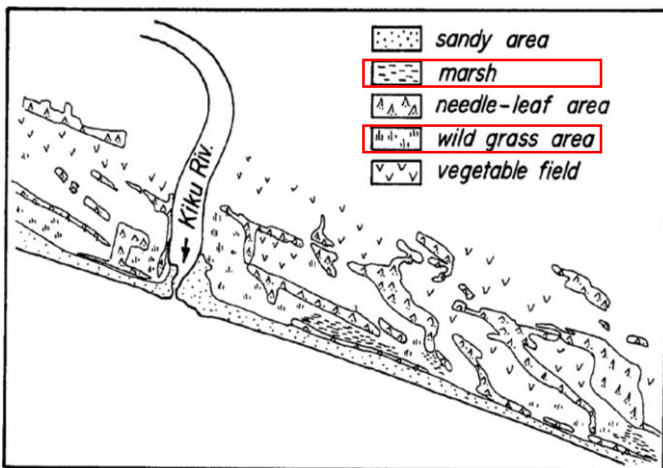 sandy area
marsh
needle-leaf area
wild grass area
vegetable field
Kiku Riv.